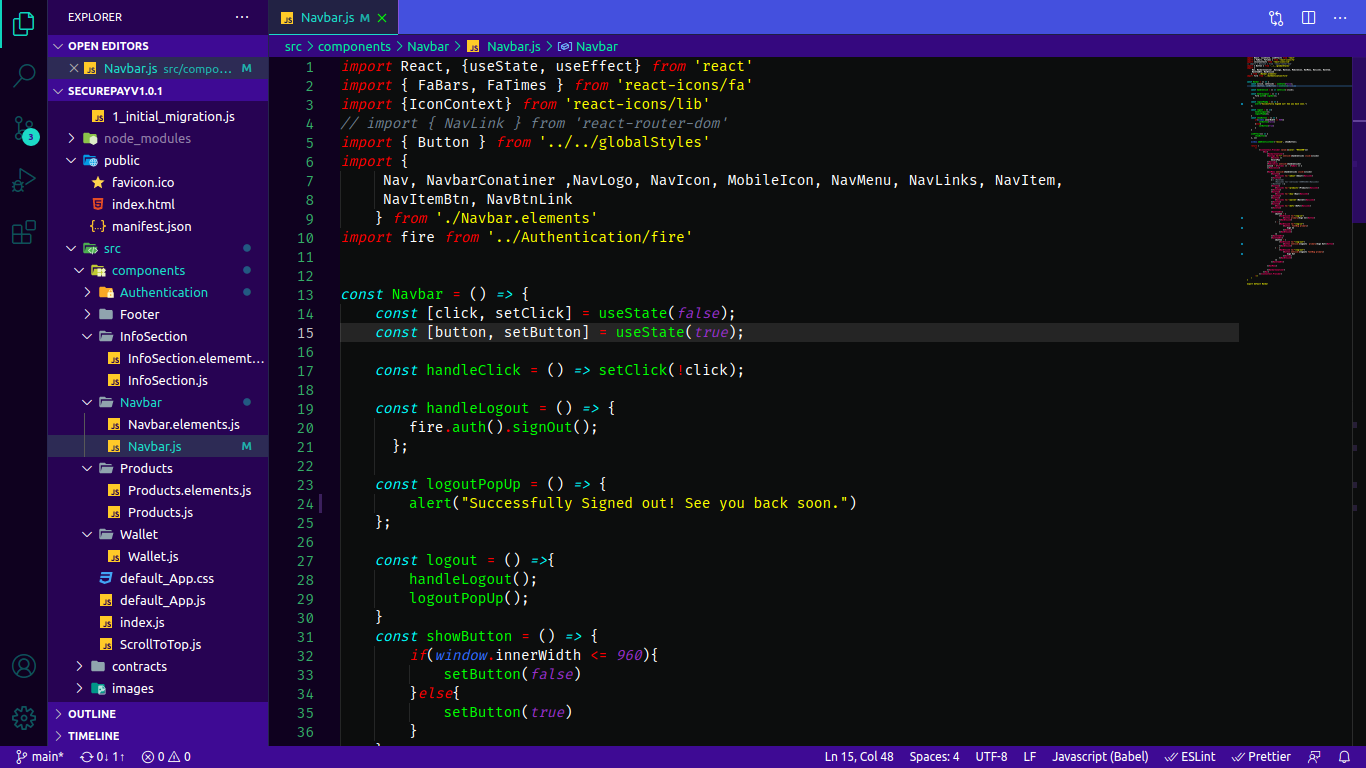 EXPLORER
OPEN EDITORS
Navbar.js src/compo... M
SECUREPAYV1.0.1
1_initial_migration.js
node_modules
public
favicon.ico
index.html
manifest.json
src
components
Authentication
Footer
InfoSection
InfoSection.elememt...
InfoSection.js
Navbar
Navbar.elements.js
Navbar.js M
Products
Products.elements.js
Products.js
Wallet
Wallet.js
default_App.css
default_App.js
index.js
ScrollToTop.js
contracts
images
OUTLINE
TIMELINE
3
Navbar.js M
src > components > Navbar > Navbar.js > Navbar
1 import React, {useState, useEffect} from 'react'
2 import { FaBars, FaTimes } from 'react-icons/fa'
3 import {IconContext} from 'react-icons/lib'
4 // import { NavLink } from 'react-router-dom'
5 import { Button } from '../../globalStyles'
6 import {
7 Nav, NavbarConatiner ,NavLogo, NavIcon, MobileIcon, NavMenu, NavLinks, NavItem,
8 NavItemBtn, NavBtnLink
9 } from './Navbar.elements'
10 import fire from '../Authentication/fire'
11
12
13 const Navbar = () => {
14 const [click, setClick] = useState(false);
15 const [button, setButton] = useState(true);
16
17 const handleClick = () => setClick(!click);
18
19 const handleLogout = () => {
20 fire.auth().signOut();
21 };
22
23 const logoutPopUp = () => {
24 alert("Successfully Signed out! See you back soon.")
25 };
26
27 const logout = () =>{
28 handleLogout();
29 logoutPopUp();
30 }
31 const showButton = () => {
32 if(window.innerWidth <= 960){
33 setButton(false)
34 }else{
35 setButton(true)
36 }
main* 0↓ 1↑ 0 0 Ln 15, Col 48 Spaces: 4 UTF-8 LF Javascript (Babel) ESLint Prettier